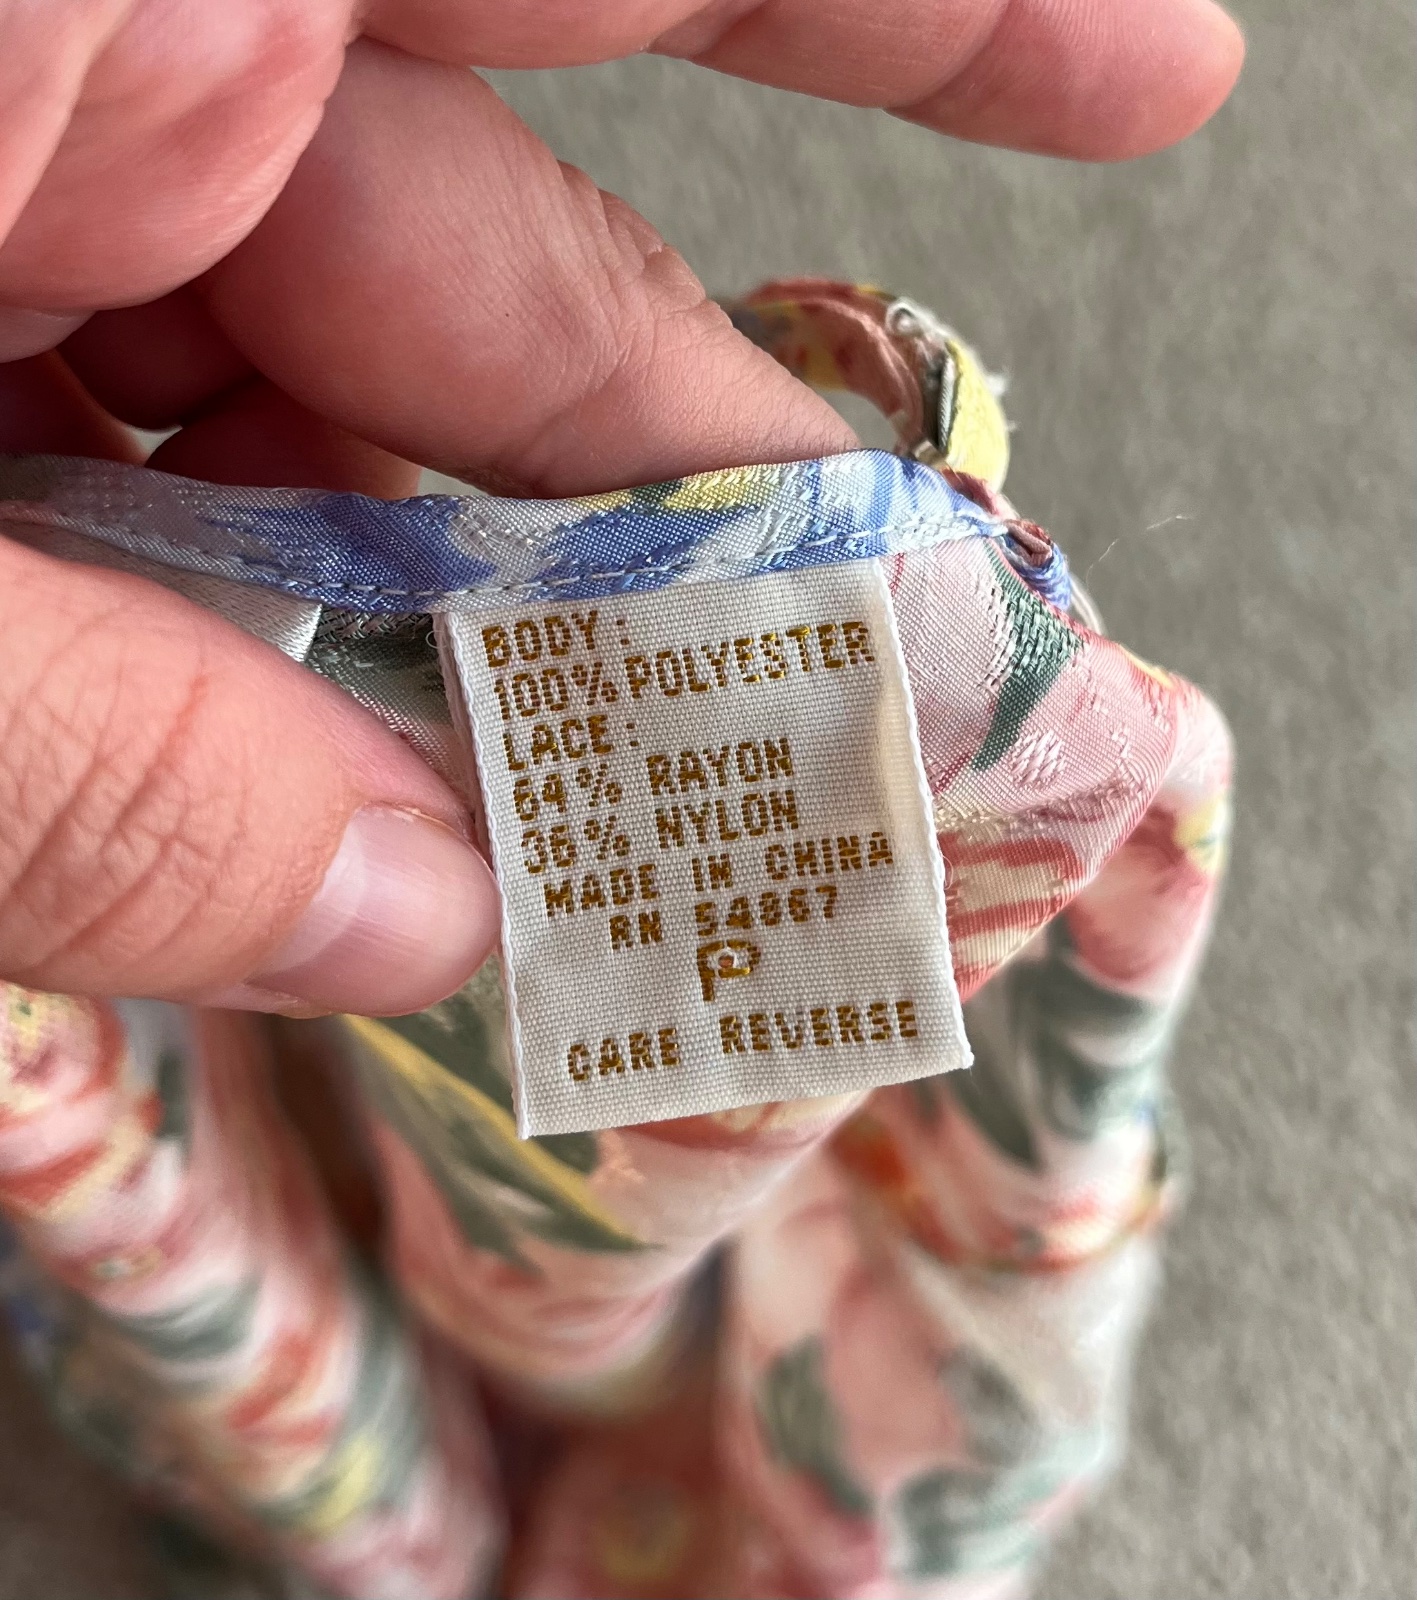 BODY:
100% POLYESTER
LACE:
64% RAYON
36% NYLON
MADE IN CHINA
RN 54867
P
CARE REVERSE